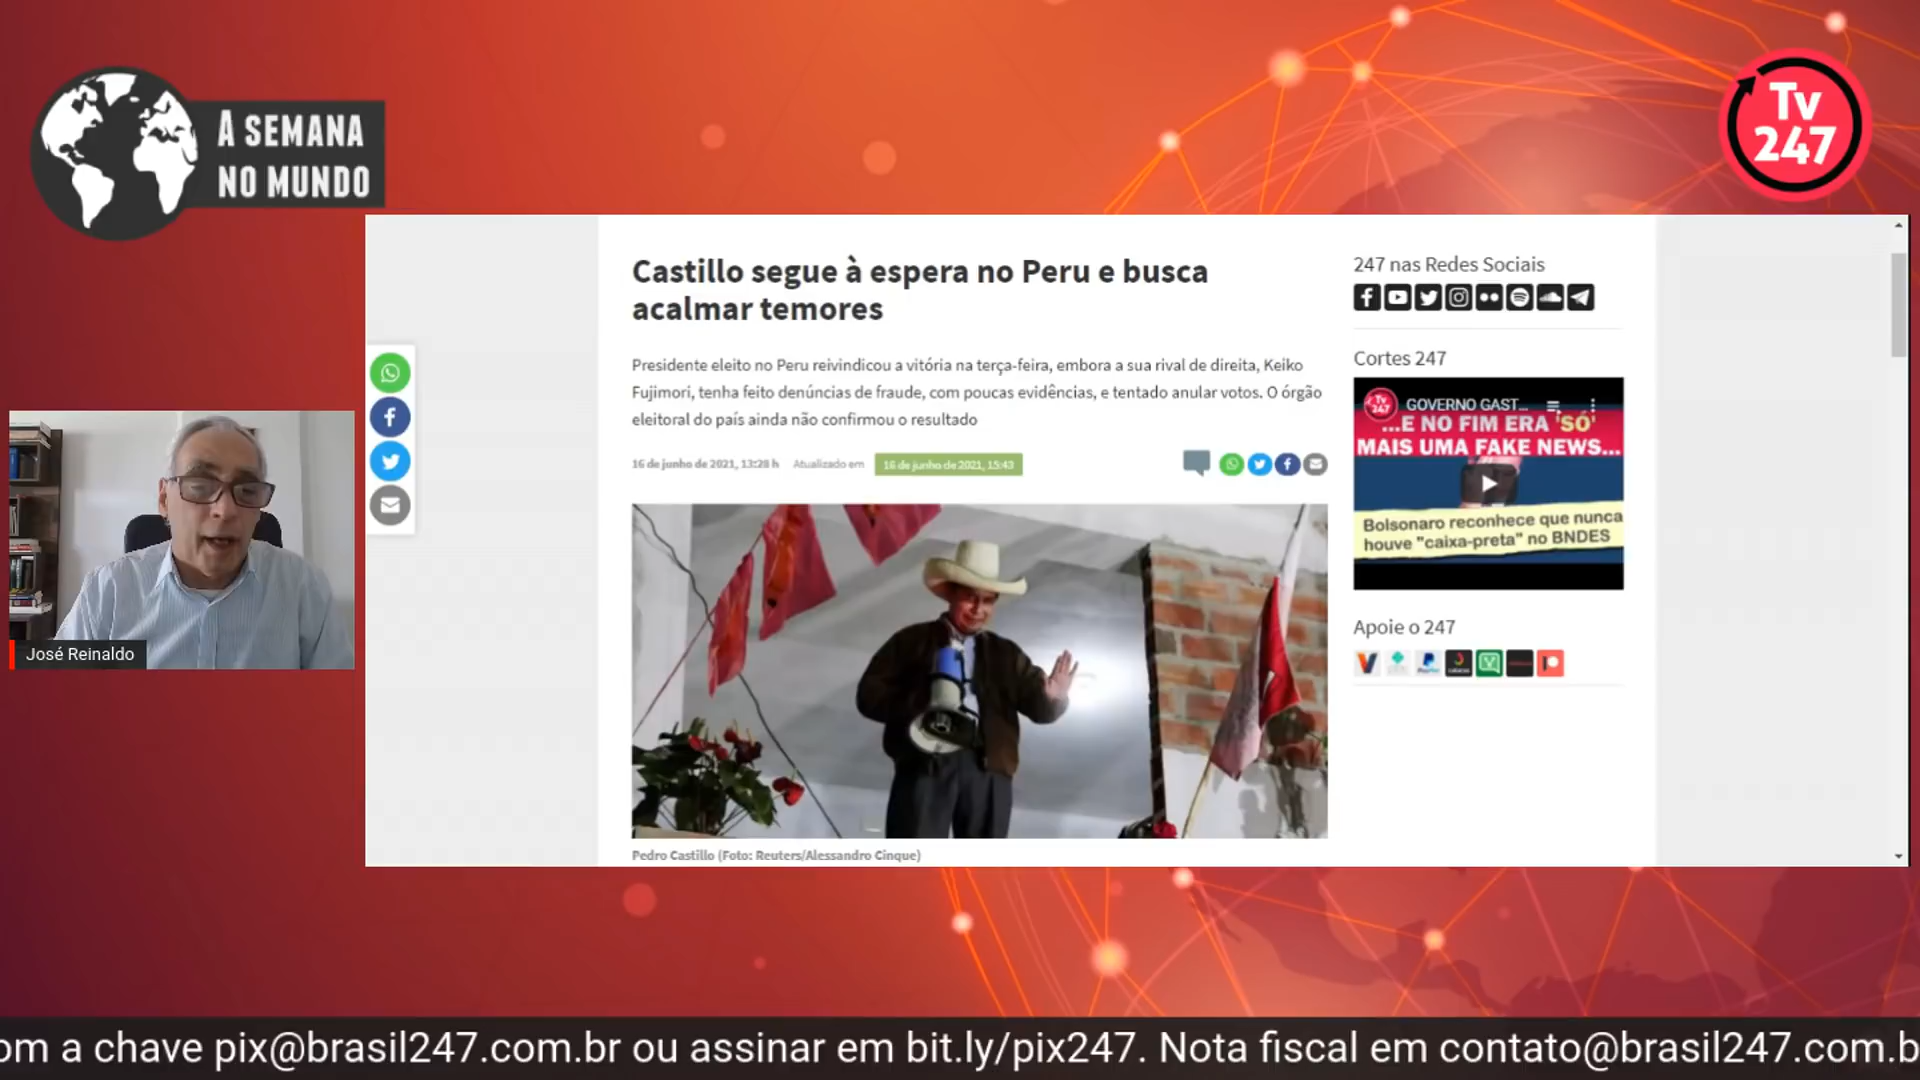 A SEMANA
NO MUNDO
Tv
247
Castillo segue à espera no Peru e busca
acalmar temores
Presidente eleito no Peru reivindicou a vitória na terça-feira, embora a sua rival de direita, Keiko
Fujimori, tenha feito denúncias de fraude, com poucas evidências, e tentado anular votos. O órgão
eleitoral do país ainda não confirmou o resultado
16 de junho de 2021, 13:28 h Atualizado em 16 de junho de 2021, 15:43
Pedro Castillo (Foto: Reuters/Alessandro Cinque)
247 nas Redes Sociais
Cortes 247
Tv
247
GOVERNO GAST...
...E NO FIM ERA 'SÓ'
MAIS UMA FAKE NEWS...
Bolsonaro reconhece que nunca
houve "caixa-preta" no BNDES
Apoie o 247
PayPal
José Reinaldo
om a chave pix@brasil247.com.br ou assinar em bit.ly/pix247. Nota fiscal em contato@brasil247.com.b